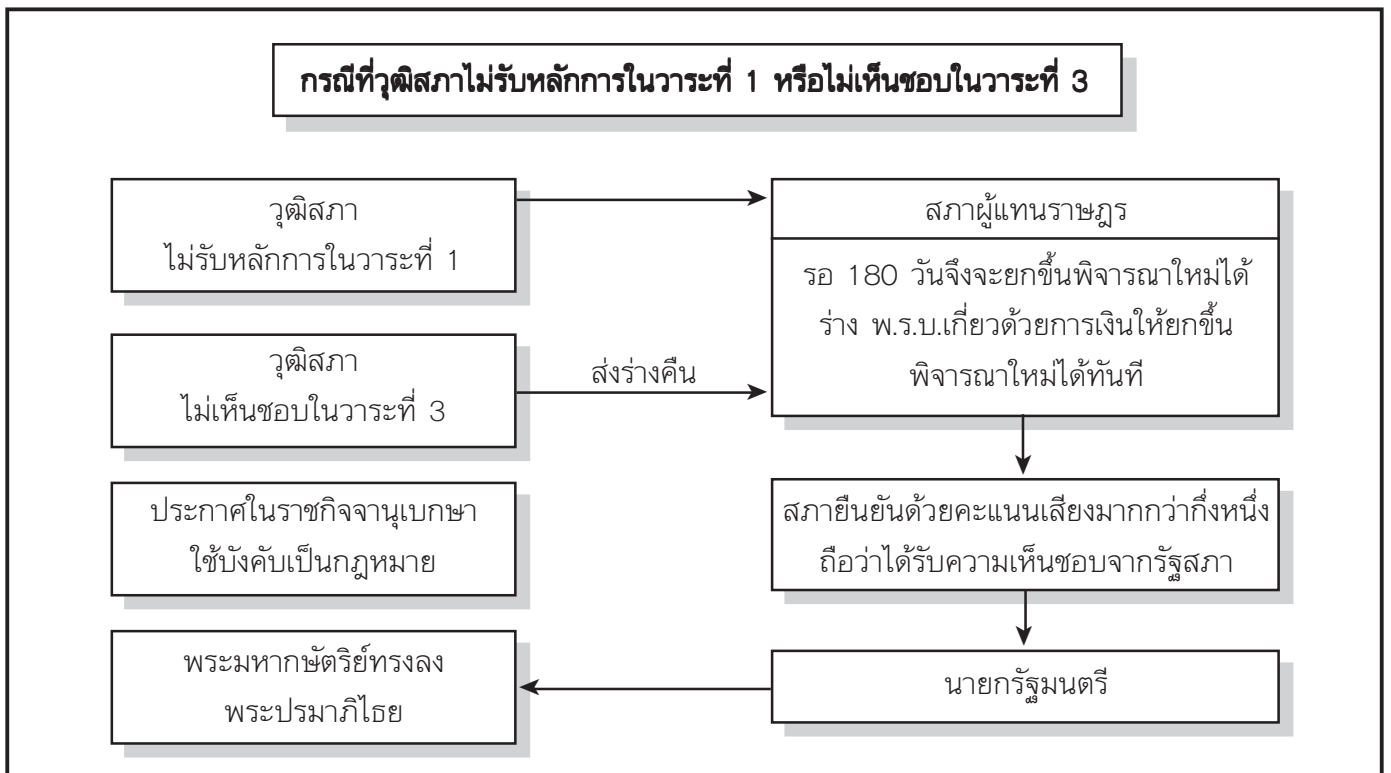 กรณีที่วุฒิสภาไม่รับหลักการในวาระที่ 1 หรือไม่เห็นชอบในวาระที่ 3
วุฒิสภา
ไม่รับหลักการในวาระที่ 1
สภาผู้แทนราษฎร
รอ 180 วันจึงจะยกขึ้นพิจารณาใหม่ได้
ร่าง พ.ร.บ.เกี่ยวด้วยการเงินให้ยกขึ้น
พิจารณาใหม่ได้ทันที
วุฒิสภา
ไม่เห็นชอบในวาระที่ 3
ส่งร่างคืน
ประกาศในราชกิจจานุเบกษา
ใช้บังคับเป็นกฎหมาย
สภายืนยันด้วยคะแนนเสียงมากกว่ากึ่งหนึ่ง
ถือว่าได้รับความเห็นชอบจากรัฐสภา
พระมหากษัตริย์ทรงลง
พระปรมาภิไธย
นายกรัฐมนตรี